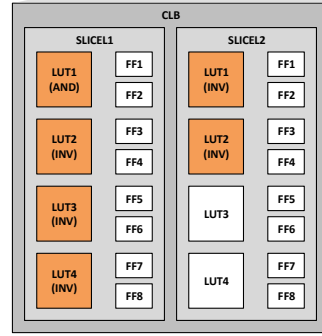 CLB
SLICEL1
LUT1
(AND)
FF1
FF2
LUT2
(INV)
FF3
FF4
LUT3
(INV)
FF5
FF6
LUT4
(INV)
FF7
FF8
SLICEL2
LUT1
(INV)
FF1
FF2
LUT2
(INV)
FF3
FF4
LUT3
FF5
FF6
LUT4
FF7
FF8